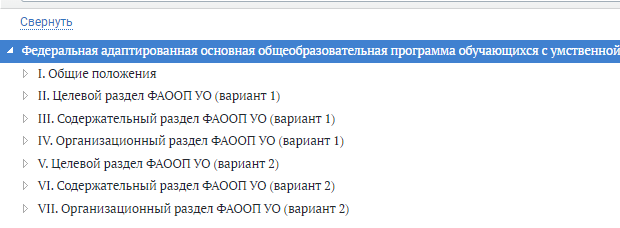 Свернуть
Федеральная адаптированная основная общеобразовательная программа обучающихся с умственной
I. Общие положения
II. Целевой раздел ФАООП УО (вариант 1)
III. Содержательный раздел ФАООП УО (вариант 1)
IV. Организационный раздел ФАООП УО (вариант 1)
V. Целевой раздел ФАООП УО (вариант 2)
VI. Содержательный раздел ФАООП УО (вариант 2)
VII. Организационный раздел ФАООП УО (вариант 2)